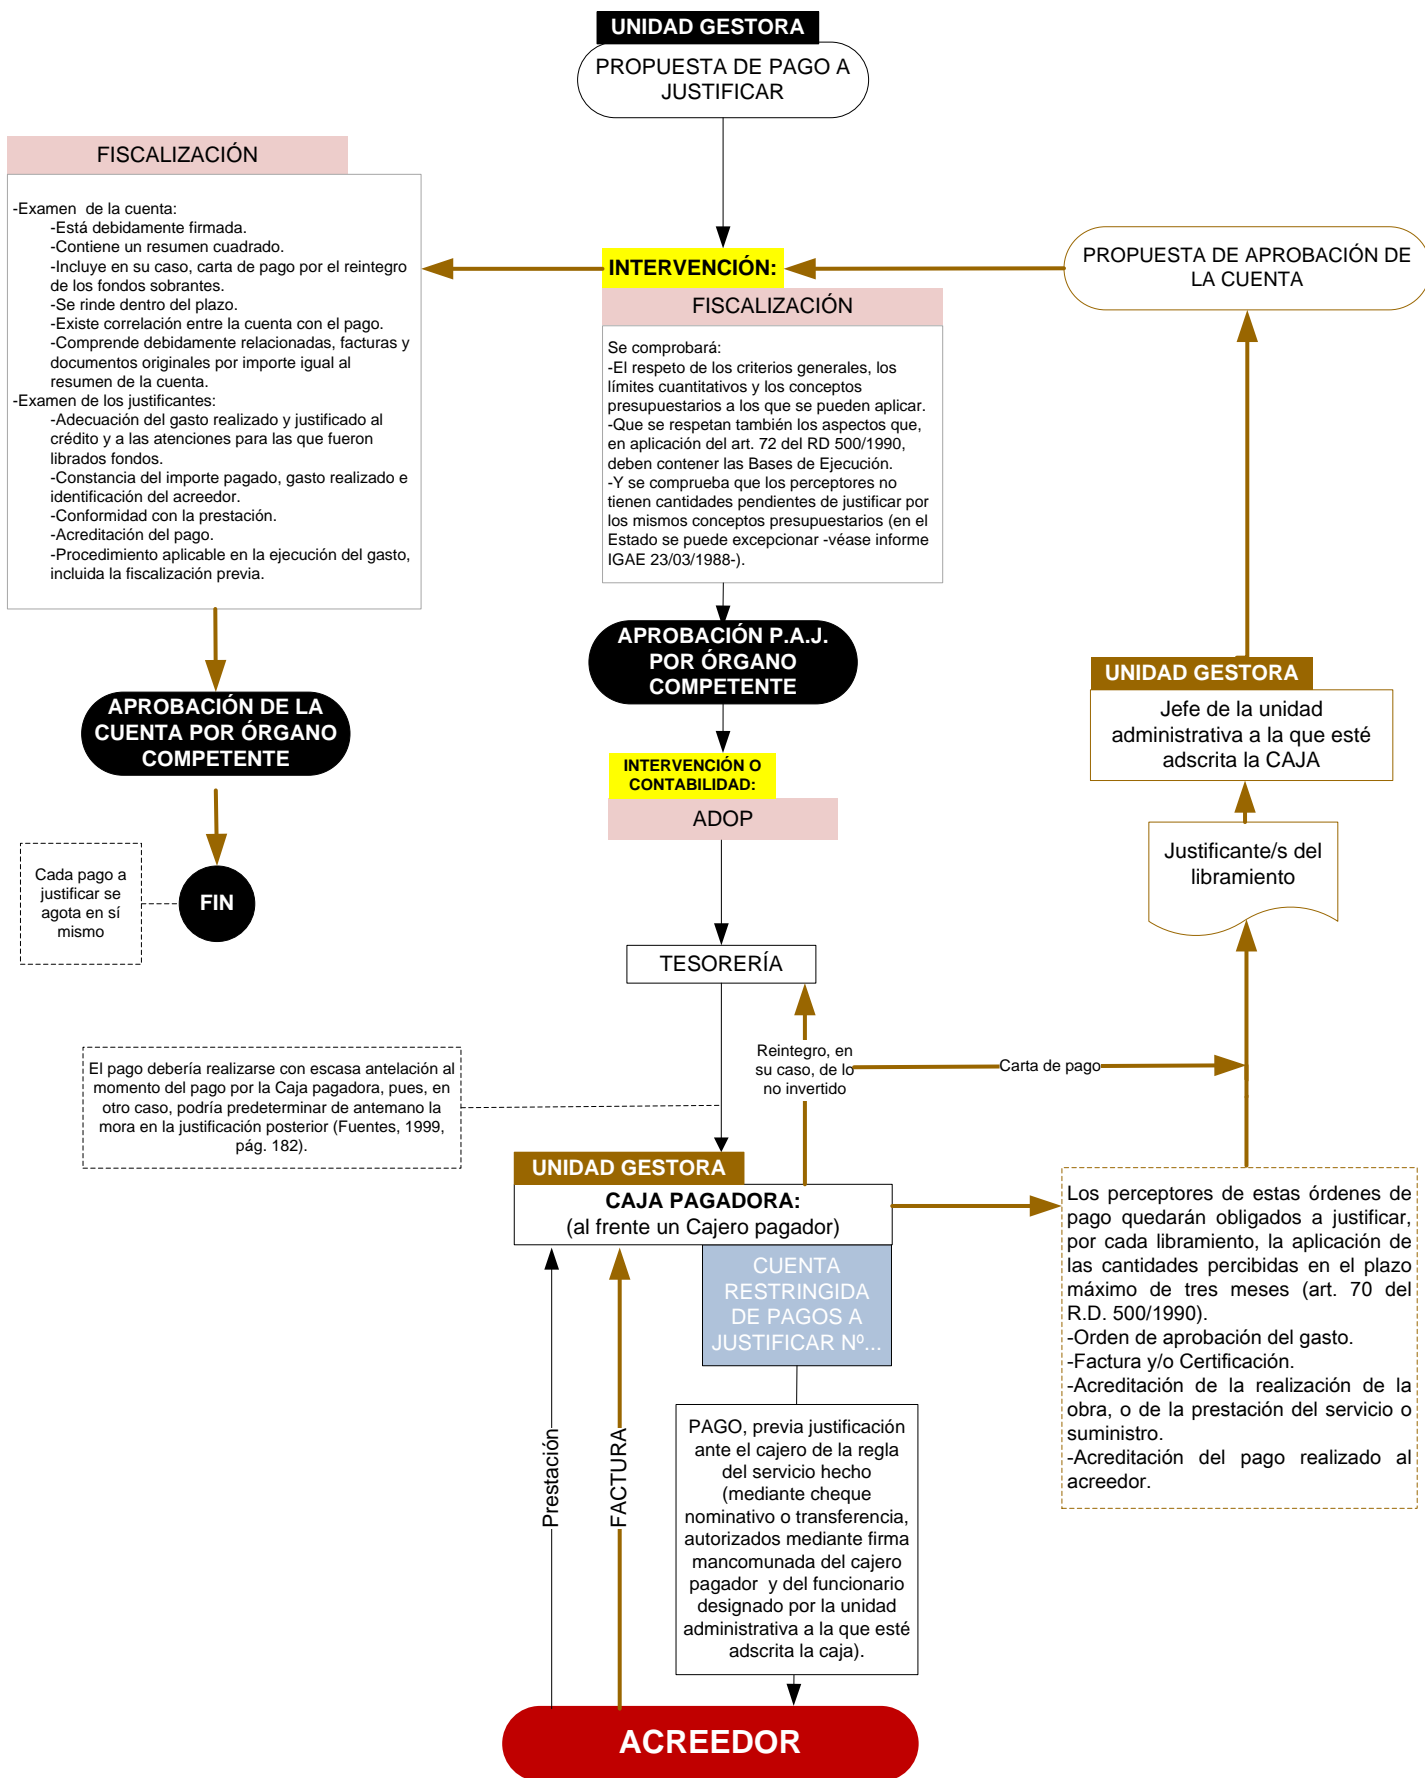 UNIDAD GESTORA
PROPUESTA DE PAGO A
JUSTIFICAR
FISCALIZACIÓN
-Examen de la cuenta:
-Está debidamente firmada.
-Contiene un resumen cuadrado.
-Incluye en su caso, carta de pago por el reintegro
de los fondos sobrantes.
-Se rinde dentro del plazo.
-Existe correlación entre la cuenta con el pago.
-Comprende debidamente relacionadas, facturas y
documentos originales por importe igual al
resumen de la cuenta.
-Examen de los justificantes:
-Adecuación del gasto realizado y justificado al
crédito y a las atenciones para las que fueron
librados fondos.
-Constancia del importe pagado, gasto realizado e
identificación del acreedor.
-Conformidad con la prestación.
-Acreditación del pago.
-Procedimiento aplicable en la ejecución del gasto,
incluida la fiscalización previa.
INTERVENCIÓN:
FISCALIZACIÓN
Se comprobará:
-El respeto de los criterios generales, los
límites cuantitativos y los conceptos
presupuestarios a los que se pueden aplicar.
-Que se respetan también los aspectos que,
en aplicación del art. 72 del RD 500/1990,
deben contener las Bases de Ejecución.
-Y se comprueba que los perceptores no
tienen cantidades pendientes de justificar por
los mismos conceptos presupuestarios (en el
Estado se puede excepcionar -véase informe
IGAE 23/03/1988-).
PROPUESTA DE APROBACIÓN DE
LA CUENTA
APROBACIÓN P.A.J.
POR ÓRGANO
COMPETENTE
UNIDAD GESTORA
Jefe de la unidad
administrativa a la que esté
adscrita la CAJA
APROBACIÓN DE LA
CUENTA POR ÓRGANO
COMPETENTE
INTERVENCIÓN O
CONTABILIDAD:
ADOP
Justificante/s del
libramiento
Cada pago a
justificar se
agota en sí
mismo
FIN
TESORERÍA
Reintegro, en
su caso, de lo
no invertido
Carta de pago
El pago debería realizarse con escasa antelación al
momento del pago por la Caja pagadora, pues, en
otro caso, podría predeterminar de antemano la
mora en la justificación posterior (Fuentes, 1999,
pág. 182).
UNIDAD GESTORA
CAJA PAGADORA:
(al frente un Cajero pagador)
CUENTA
RESTRINGIDA
DE PAGOS A
JUSTIFICAR Nº...
Los perceptores de estas órdenes de
pago quedarán obligados a justificar,
por cada libramiento, la aplicación de
las cantidades percibidas en el plazo
máximo de tres meses (art. 70 del
R.D. 500/1990).
-Orden de aprobación del gasto.
-Factura y/o Certificación.
-Acreditación de la realización de la
obra, o de la prestación del servicio o
suministro.
-Acreditación del pago realizado al
acreedor.
Prestación
FACTURA
PAGO, previa justificación
ante el cajero de la regla
del servicio hecho
(mediante cheque
nominativo o transferencia,
autorizados mediante firma
mancomunada del cajero
pagador y del funcionario
designado por la unidad
administrativa a la que esté
adscrita la caja).
ACREEDOR